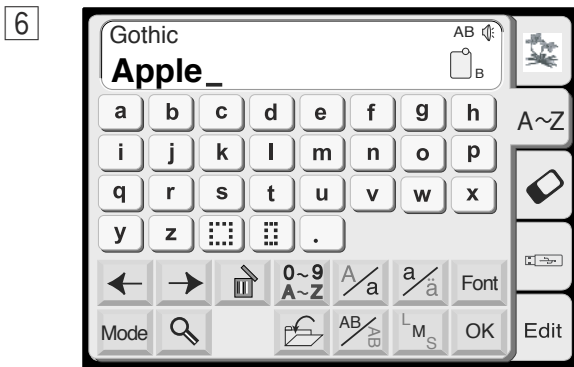 6
Gothic
AB
Apple_
B
a b c d e f g h
A~Z
i j k l m n o p
q r s t u v w x
y z .
0~9
A~Z
A/a
a/ä
Font
Mode
AB/AB
L M S
OK
Edit